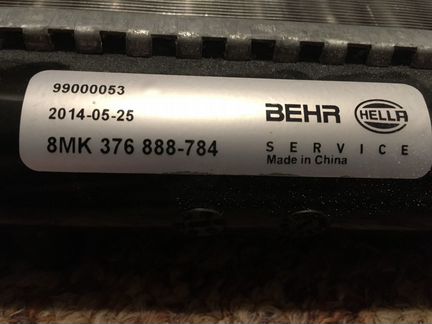 99000053
2014-05-25
8MK 376 888-784
BEHR HELLA
SERVICE
Made in China